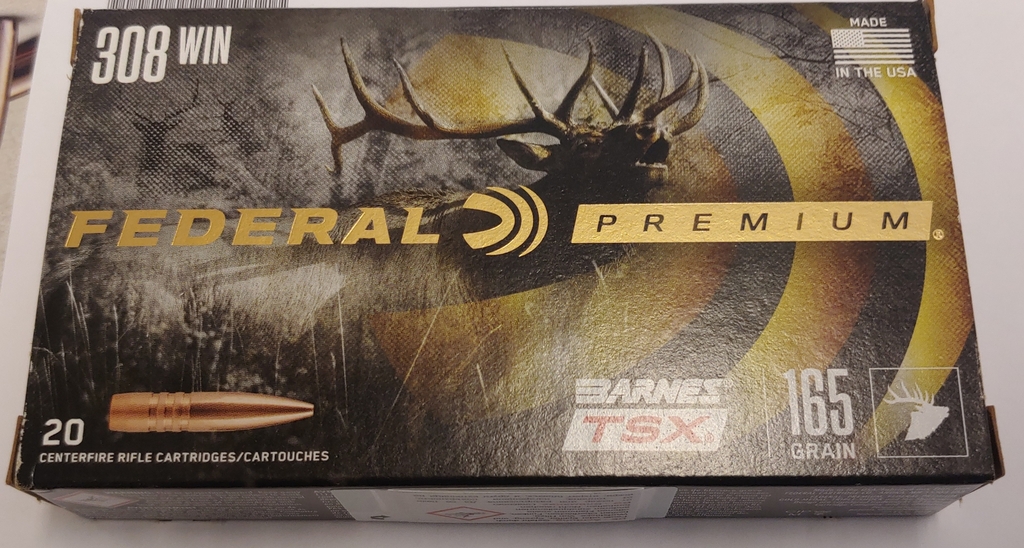 308 WIN
MADE
IN THE USA
FEDERAL PREMIUM®
BARNES
TSX
165
GRAIN
20
CENTERFIRE RIFLE CARTRIDGES/CARTOUCHES